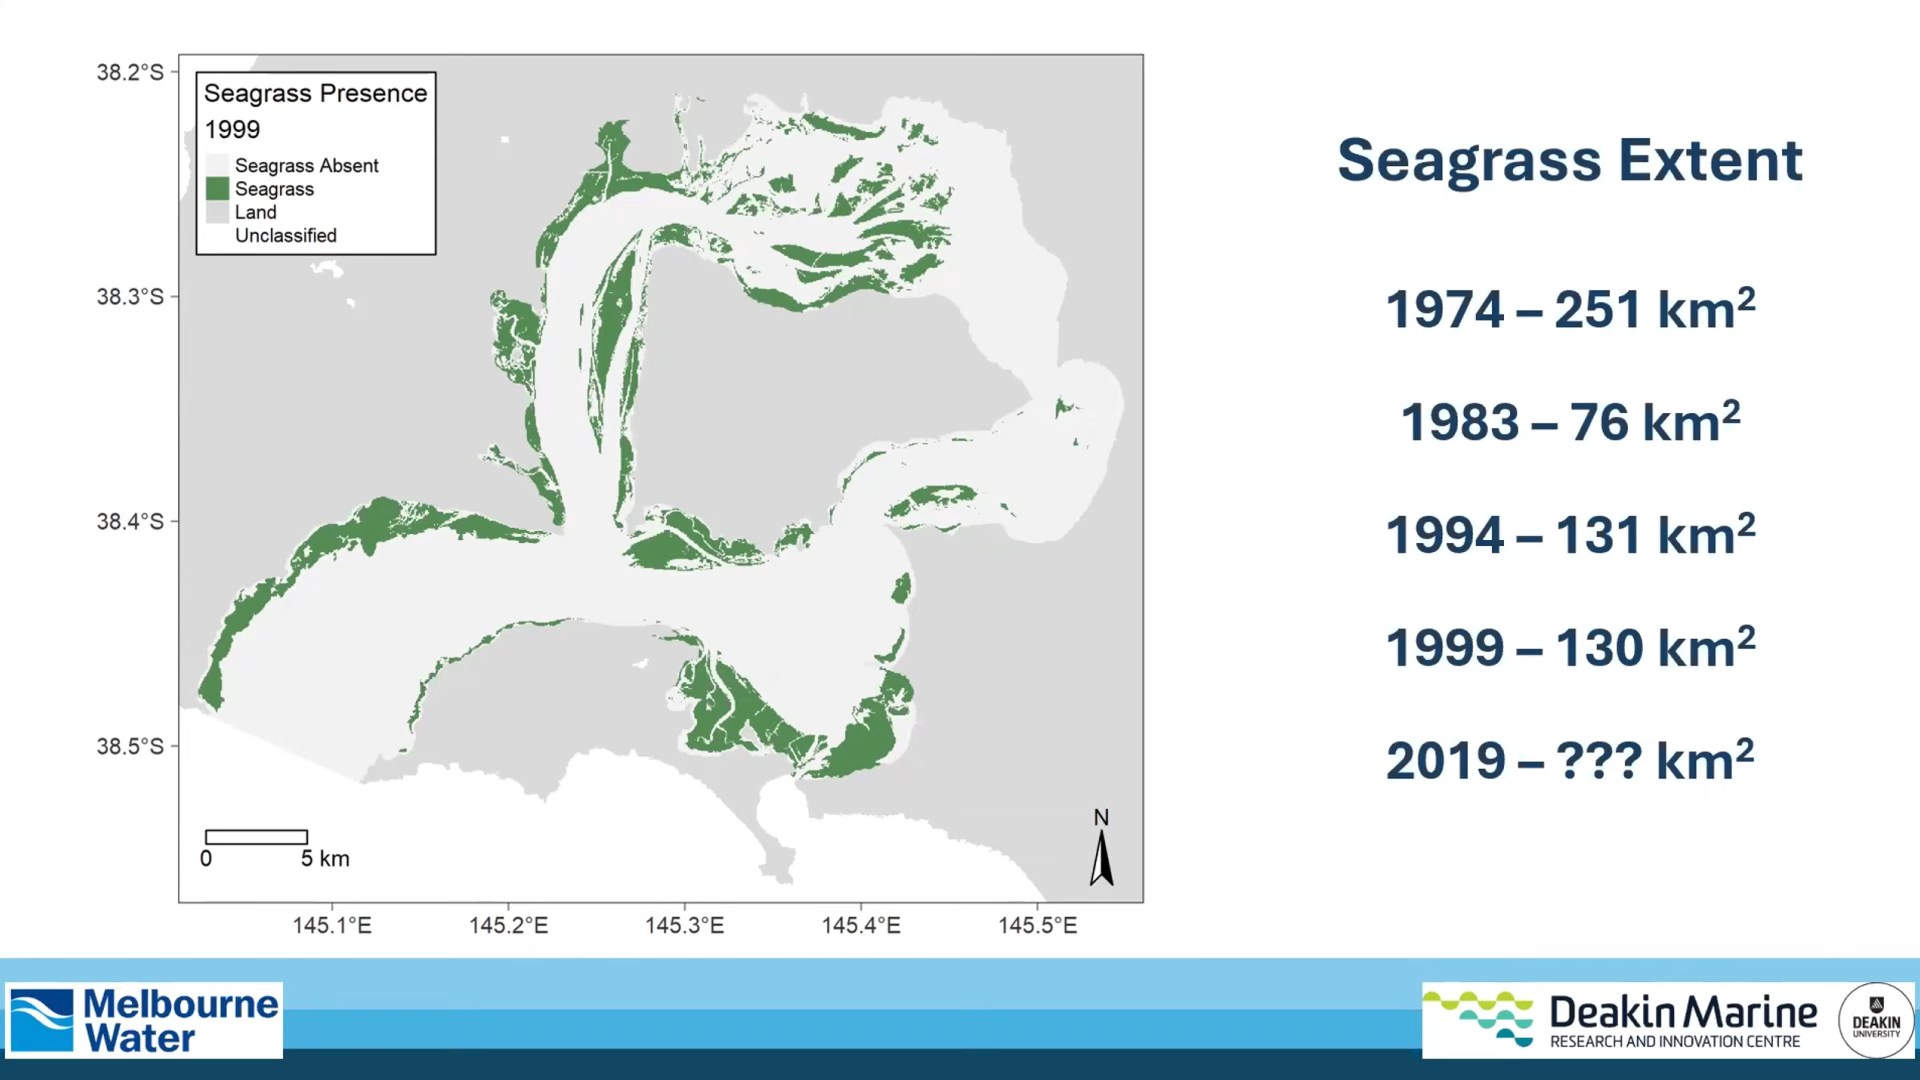 38.2°S
38.3°S
38.4°S
38.5°S
Seagrass Presence
1999
Seagrass Absent
Seagrass
Land
Unclassified
0 5 km
N
145.1°E 145.2°E 145.3°E 145.4°E 145.5°E
Seagrass Extent
1974 – 251 km²
1983 – 76 km²
1994 – 131 km²
1999 – 130 km²
2019 – ??? km²
Melbourne
Water
Deakin Marine
RESEARCH AND INNOVATION CENTRE
DEAKIN
UNIVERSITY